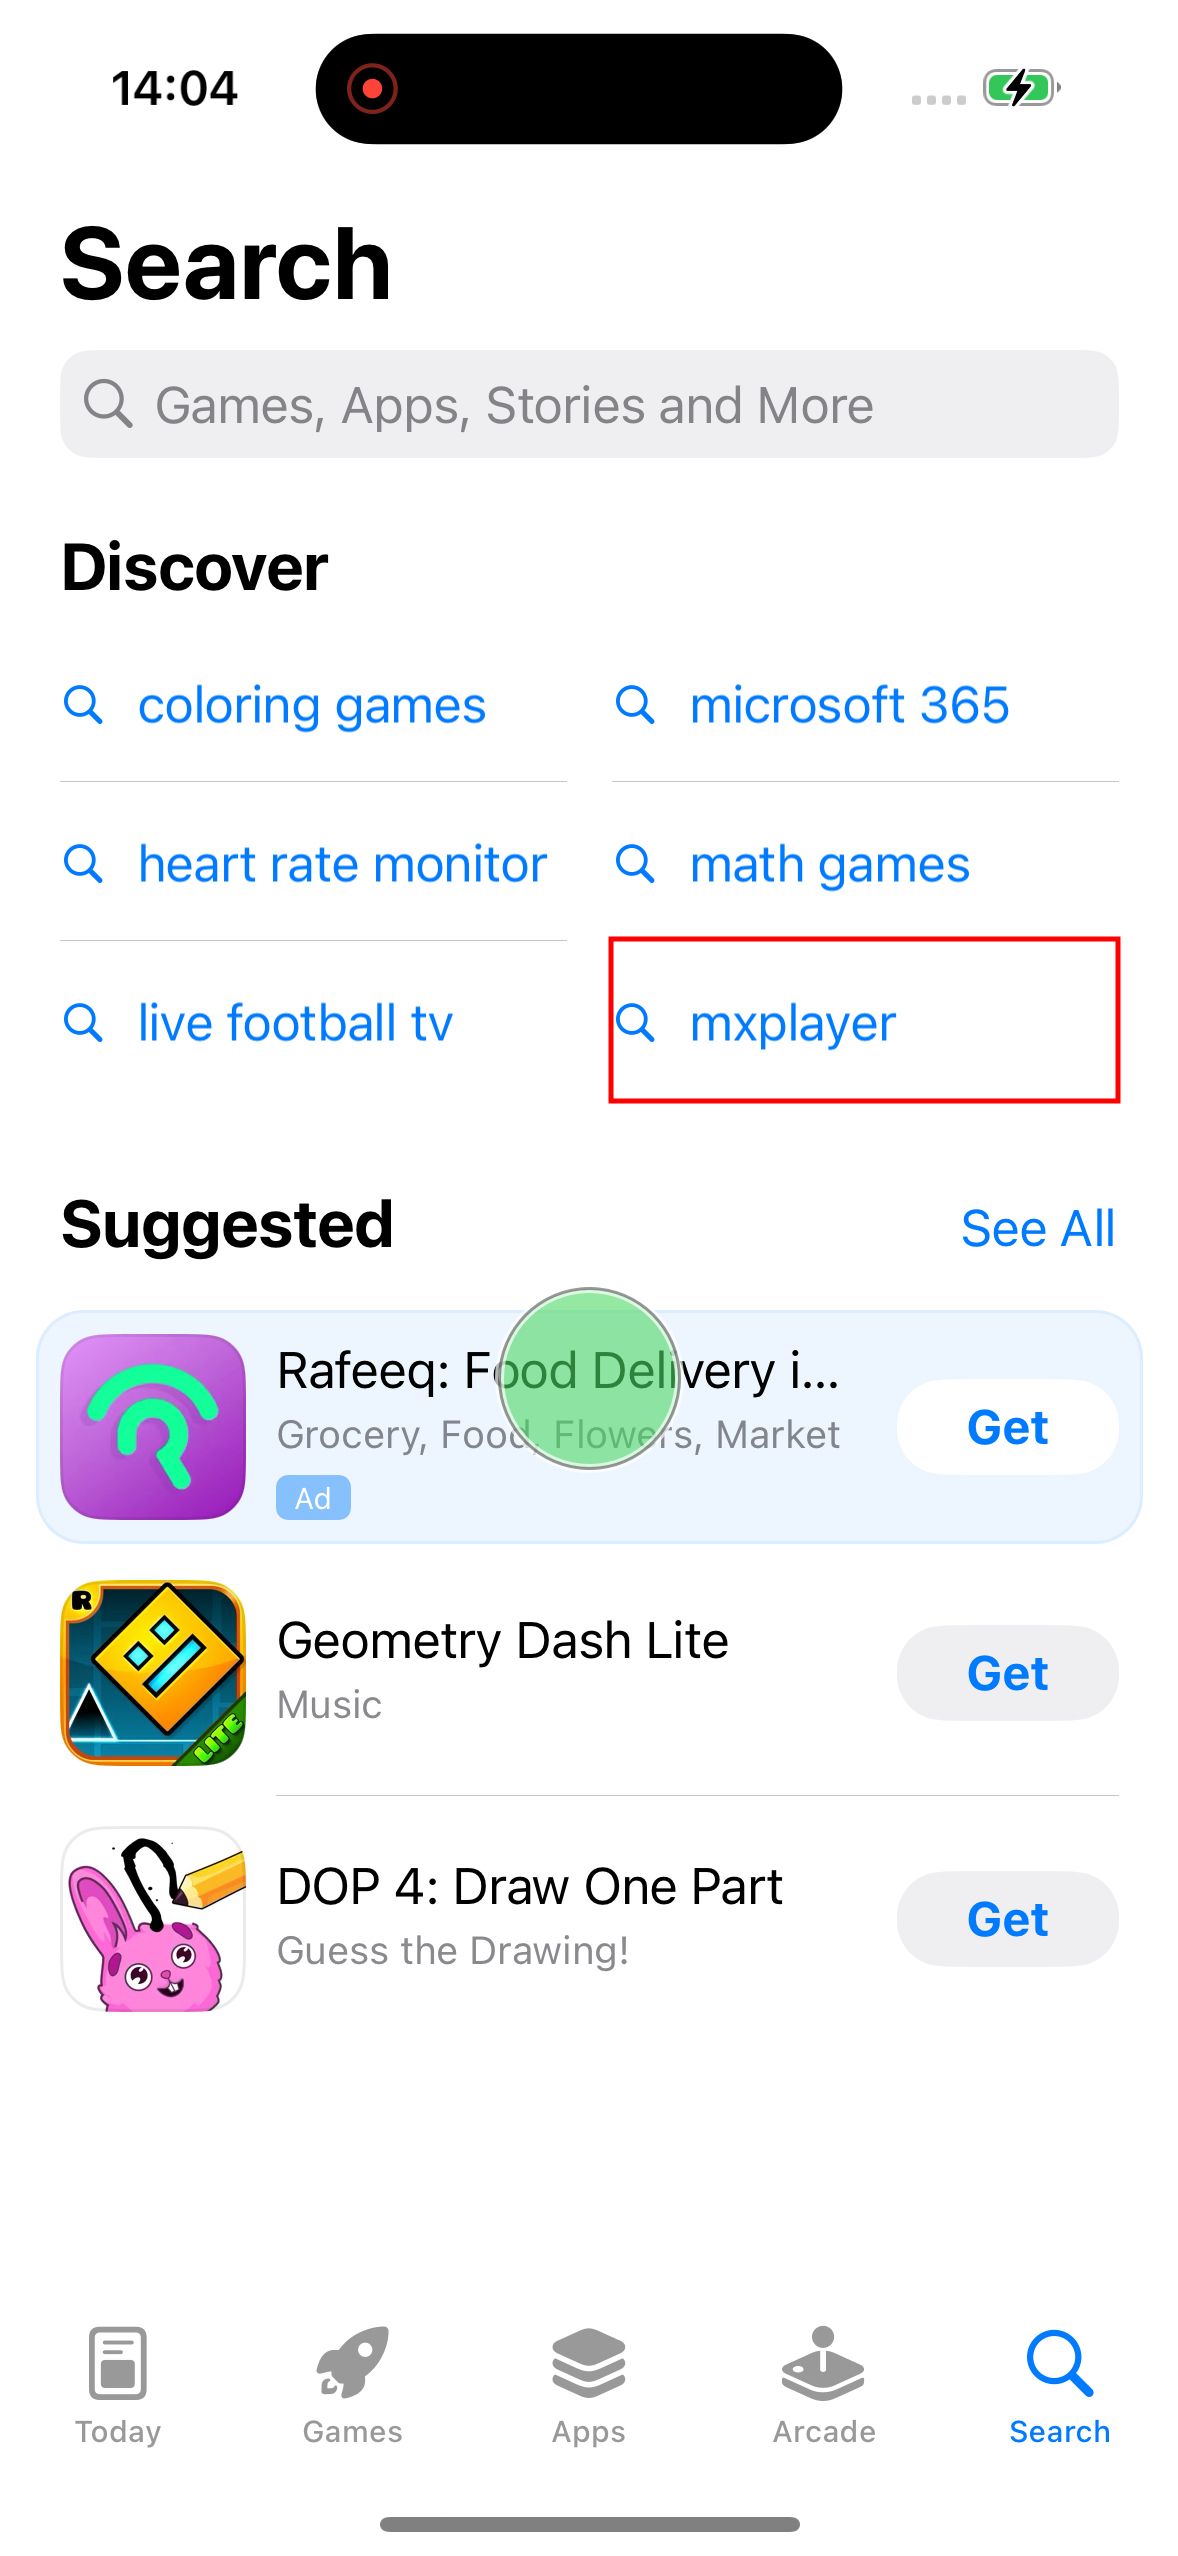 14:04
Search
Games, Apps, Stories and More
Discover
coloring games
microsoft 365
heart rate monitor
math games
live football tv
mxplayer
Suggested
See All
Rafeeq: Food Delivery i...
Grocery, Food, Flowers, Market
Ad
Get
R
LITE
Geometry Dash Lite
Music
Get
DOP 4: Draw One Part
Guess the Drawing!
Get
Today
Games
Apps
Arcade
Search